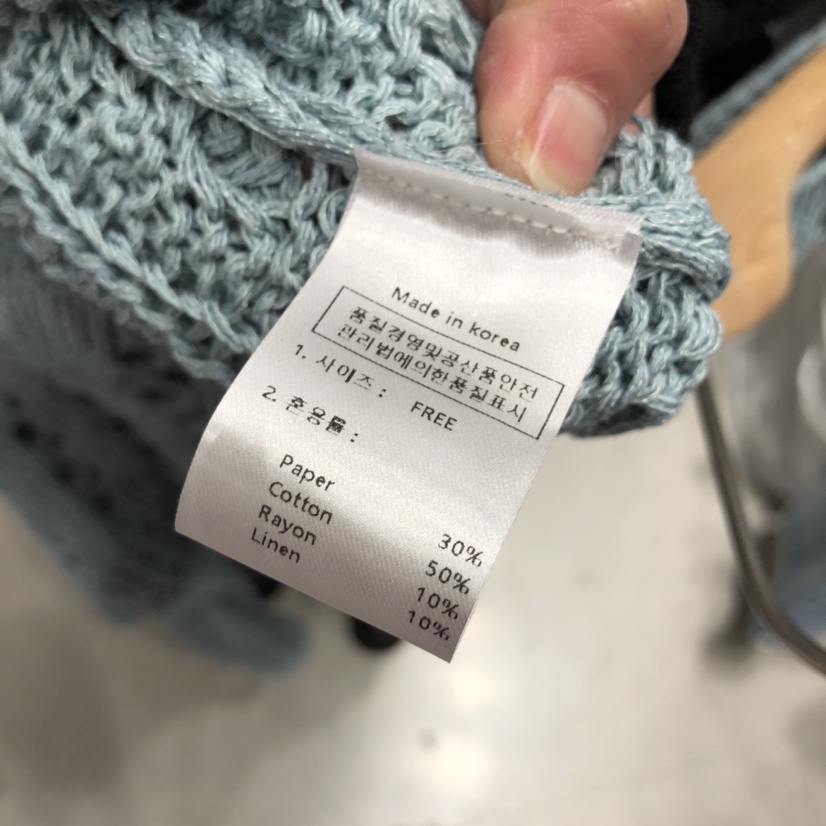 Made in korea
품질경영및공산품안전
관리법에의한품질표시
1. 사이즈 : FREE
2. 혼용률 :
Paper 30%
Cotton 50%
Rayon 10%
Linen 10%